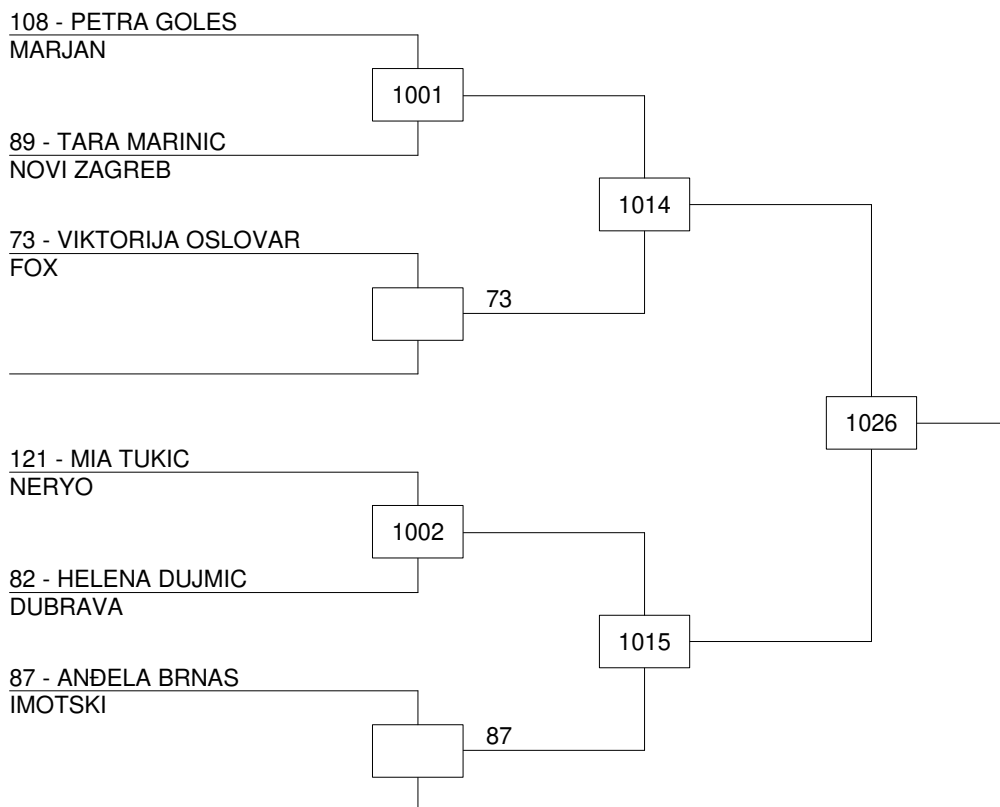 108 - PETRA GOLES
MARJAN
1001
89 - TARA MARINIC
NOVI ZAGREB
1014
73 - VIKTORIJA OSLOVAR
FOX
73
1026
121 - MIA TUKIC
NERYO
1002
82 - HELENA DUJMIC
DUBRAVA
1015
87 - ANĐELA BRNAS
IMOTSKI
87